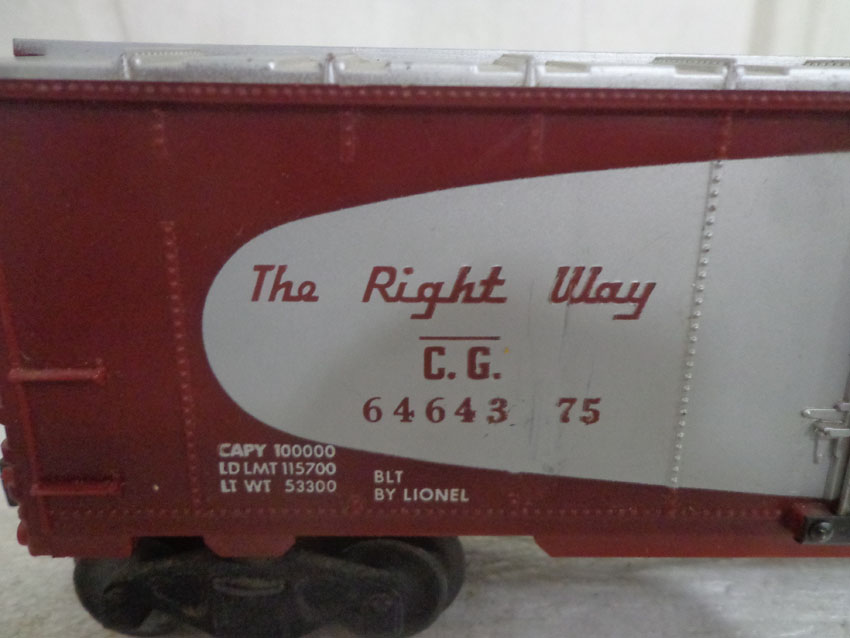 The Right Way
C. G.
64643 75
CAPY 100000
LD LMT 115700
LT WT 53300
BLT
BY LIONEL